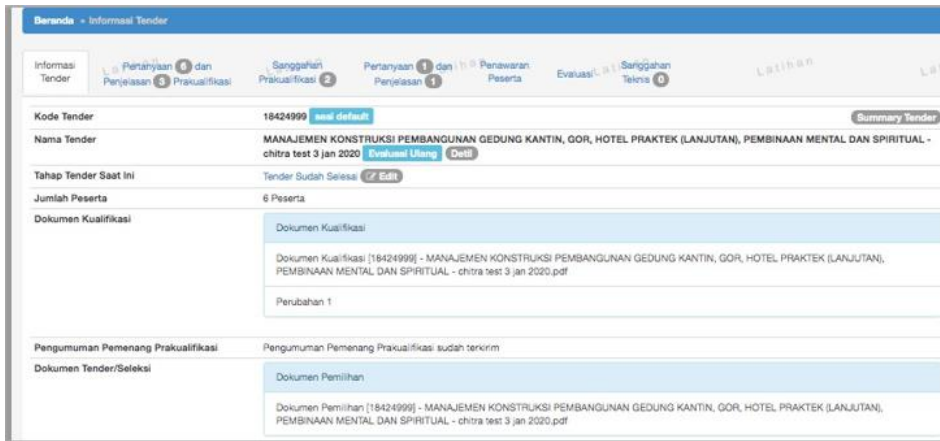 Beranda » Informasi Tender
Informasi Tender
Pertanyaan 6 dan Penjelasan 3 Prakualifikasi
Sanggahan Prakualifikasi 2
Pertanyaan 1 dan Penjelasan 1
Penawaran Peserta
Evaluasi
Sanggahan Teknis 0
Latihan
Kode Tender 18424999 Summary Tender
Nama Tender MANAJEMEN KONSTRUKSI PEMBANGUNAN GEDUNG KANTIN, GOR, HOTEL PRAKTEK (LANJUTAN), PEMBINAAN MENTAL DAN SPIRITUAL -
chitra test 3 jan 2020 Evaluasi Ulang Detil
Tahap Tender Saat Ini Tender Sudah Selesai Edit
Jumlah Peserta 6 Peserta
Dokumen Kualifikasi Dokumen Kualifikasi
Dokumen Kualifikasi [18424999] - MANAJEMEN KONSTRUKSI PEMBANGUNAN GEDUNG KANTIN, GOR, HOTEL PRAKTEK (LANJUTAN),
PEMBINAAN MENTAL DAN SPIRITUAL - chitra test 3 jan 2020.pdf
Perubahan 1
Pengumuman Pemenang Prakualifikasi Pengumuman Pemenang Prakualifikasi sudah terkirim
Dokumen Tender/Seleksi Dokumen Pemilihan
Dokumen Pemilihan [18424999] - MANAJEMEN KONSTRUKSI PEMBANGUNAN GEDUNG KANTIN, GOR, HOTEL PRAKTEK (LANJUTAN),
PEMBINAAN MENTAL DAN SPIRITUAL - chitra test 3 jan 2020.pdf